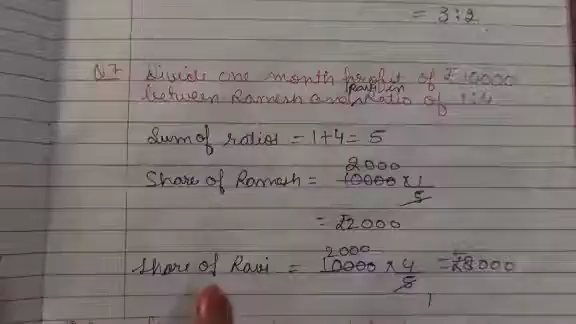 = 3:2
Q7 Divide one month profit of ₹10000
between Ramesh and Ravi in Ratio of 1:4
Sum of ratios = 1+4= 5
2000
Share of Ramesh = 10000 × 1
5
= ₹2000
2000
Share of Ravi = 10000 × 4 = ₹8000
5
1